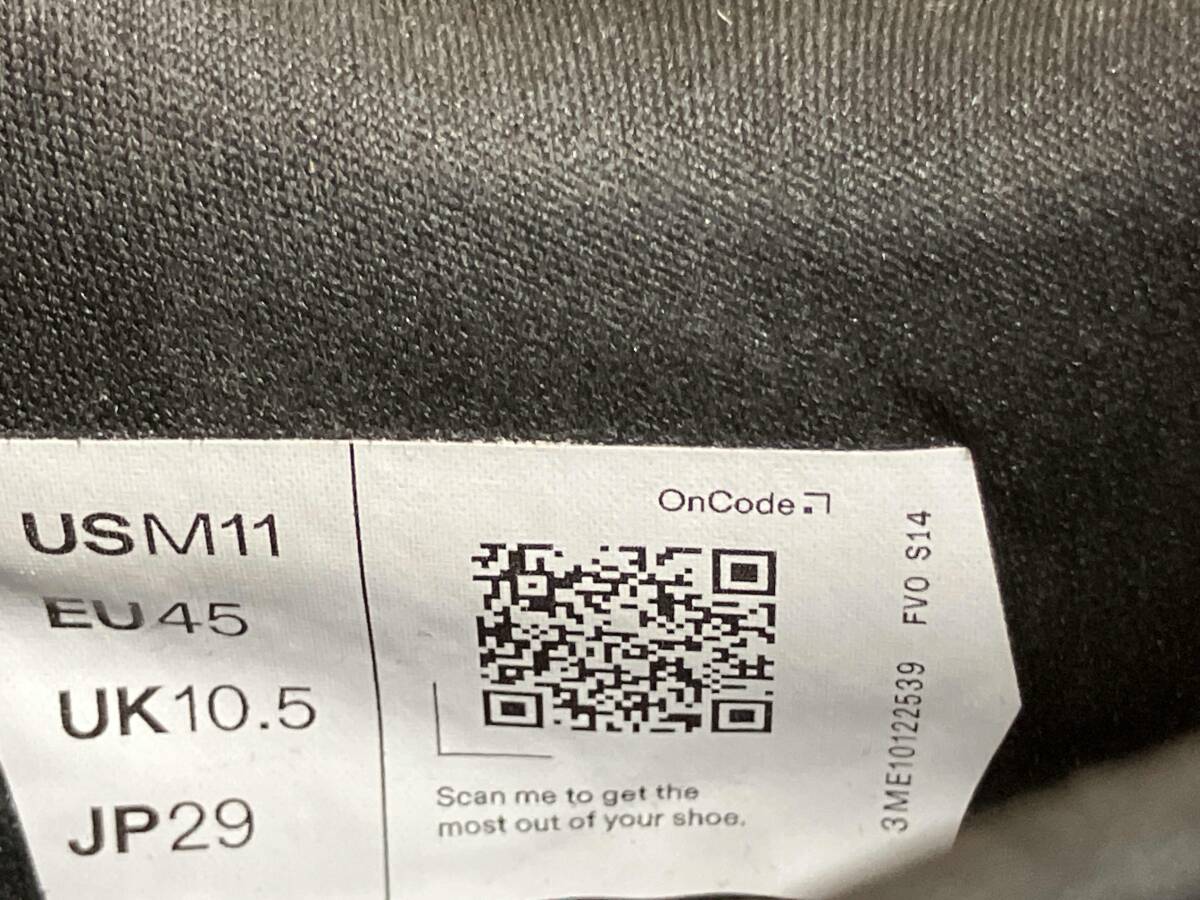 USM11
EU45
UK10.5
JP29
OnCode
Scan me to get the
most out of your shoe.
3ME10122539 FVO S14